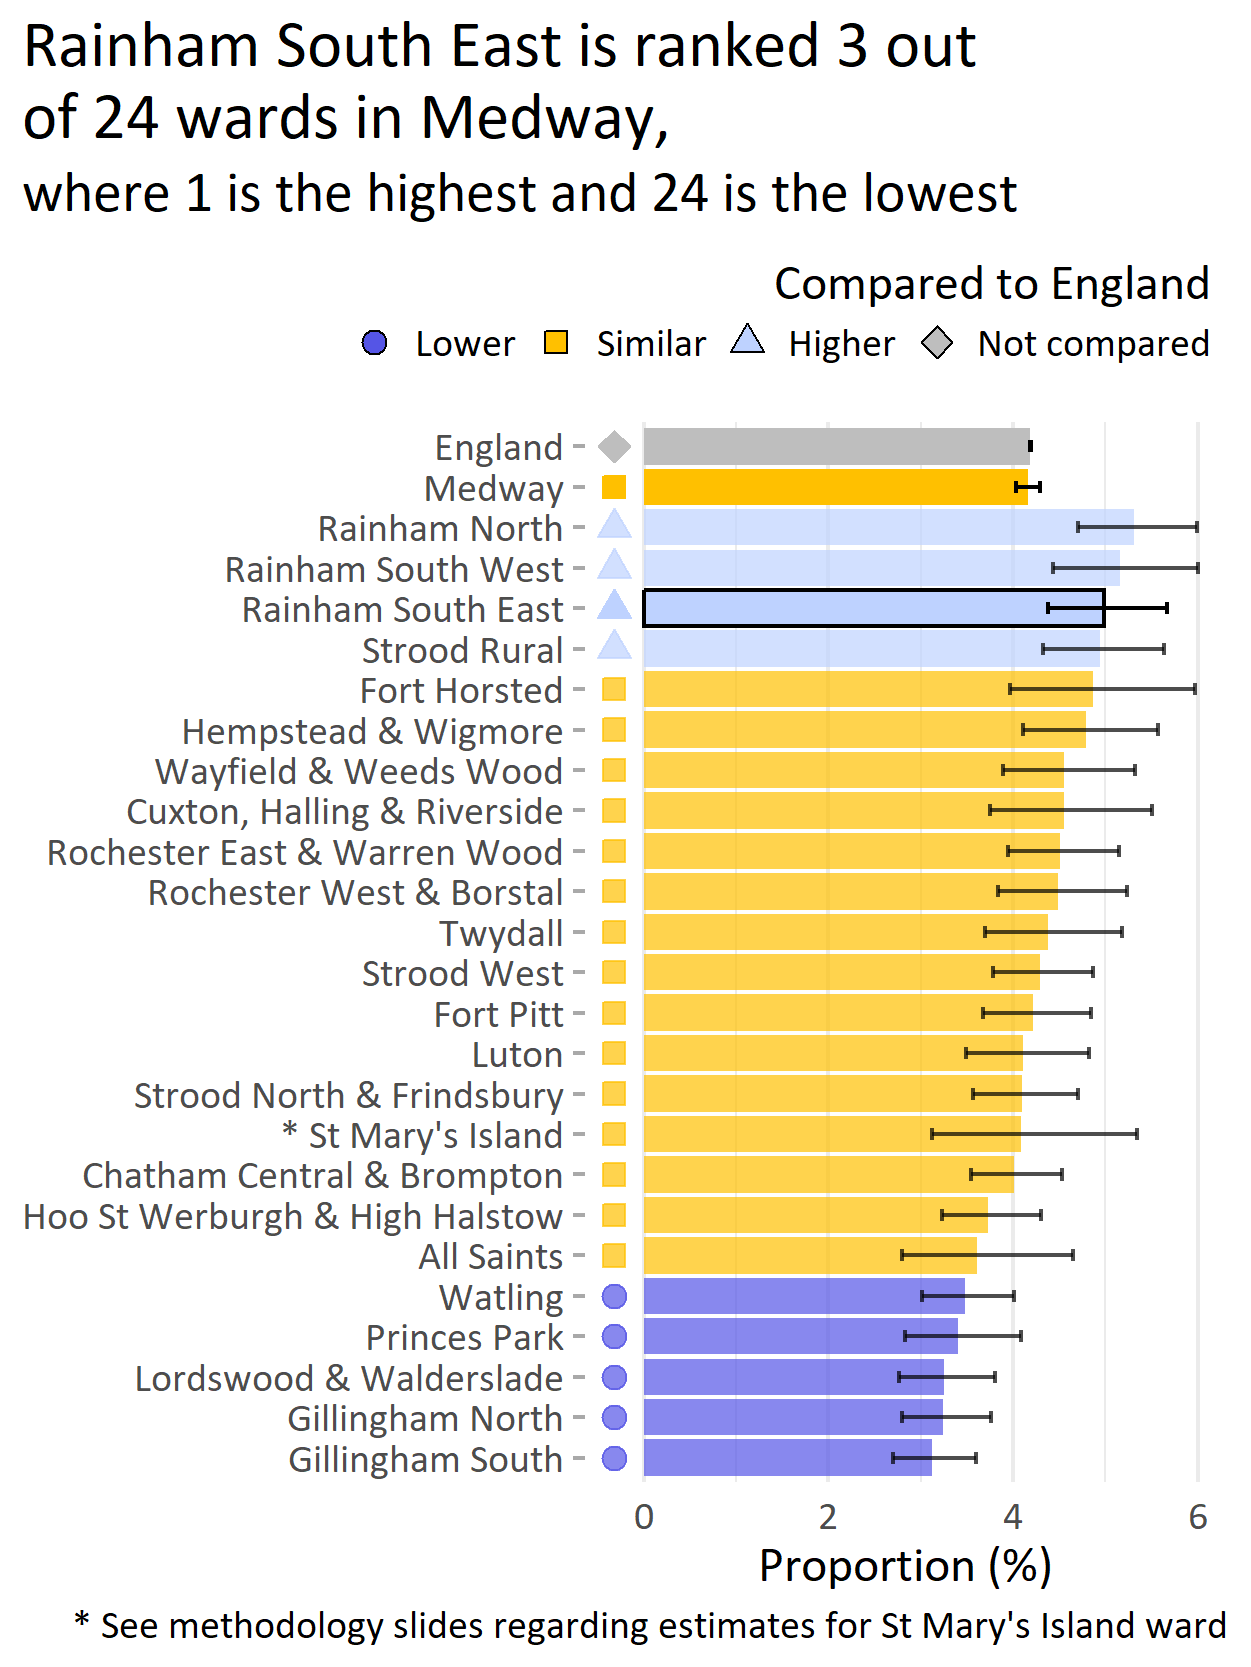 Rainham South East is ranked 3 out
of 24 wards in Medway,
where 1 is the highest and 24 is the lowest
Compared to England
Lower Similar Higher Not compared
England
Medway
Rainham North
Rainham South West
Rainham South East
Strood Rural
Fort Horsted
Hempstead & Wigmore
Wayfield & Weeds Wood
Cuxton, Halling & Riverside
Rochester East & Warren Wood
Rochester West & Borstal
Twydall
Strood West
Fort Pitt
Luton
Strood North & Frindsbury
* St Mary's Island
Chatham Central & Brompton
Hoo St Werburgh & High Halstow
All Saints
Watling
Princes Park
Lordswood & Walderslade
Gillingham North
Gillingham South
0 2 4 6
Proportion (%)
* See methodology slides regarding estimates for St Mary's Island ward